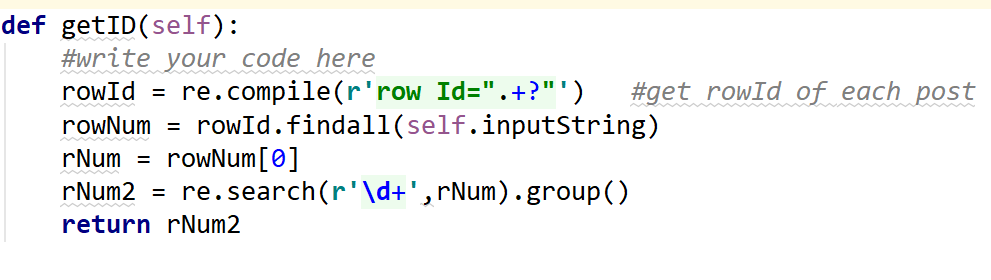 def getID(self):
    #write your code here
    rowId = re.compile(r'row Id=".+?"')   #get rowId of each post
    rowNum = rowId.findall(self.inputString)
    rNum = rowNum[0]
    rNum2 = re.search(r'\d+',rNum).group()
    return rNum2